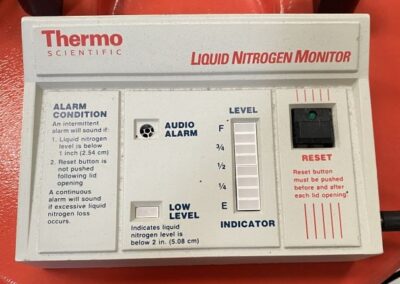 Thermo
SCIENTIFIC
LIQUID NITROGEN MONITOR
ALARM
CONDITION
An intermittent
alarm will sound if:
1. Liquid nitrogen
level is below
1 inch (2.54 cm)
2. Reset button is
not pushed
following lid
opening
A continuous
alarm will sound
if excessive liquid
nitrogen loss
occurs.
AUDIO
ALARM
LOW
LEVEL
Indicates liquid
nitrogen level is
below 2 in. (5.08 cm)
LEVEL
F
3/4
1/2
1/4
E
INDICATOR
RESET
Reset button
must be pushed
before and after
each lid opening